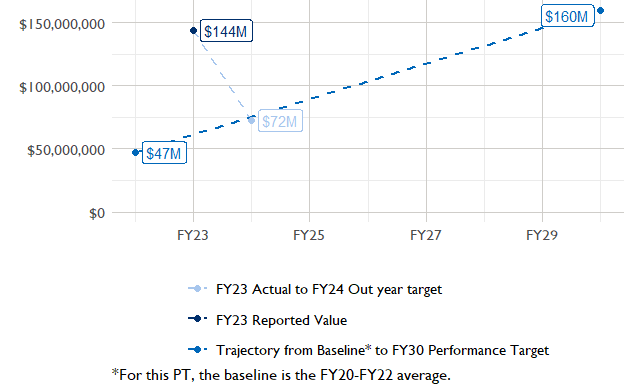 $160M
$150,000,000
$144M
$100,000,000
$72M
$50,000,000
$47M
$0
FY23 FY25 FY27 FY29
FY23 Actual to FY24 Out year target
FY23 Reported Value
Trajectory from Baseline* to FY30 Performance Target
*For this PT, the baseline is the FY20-FY22 average.